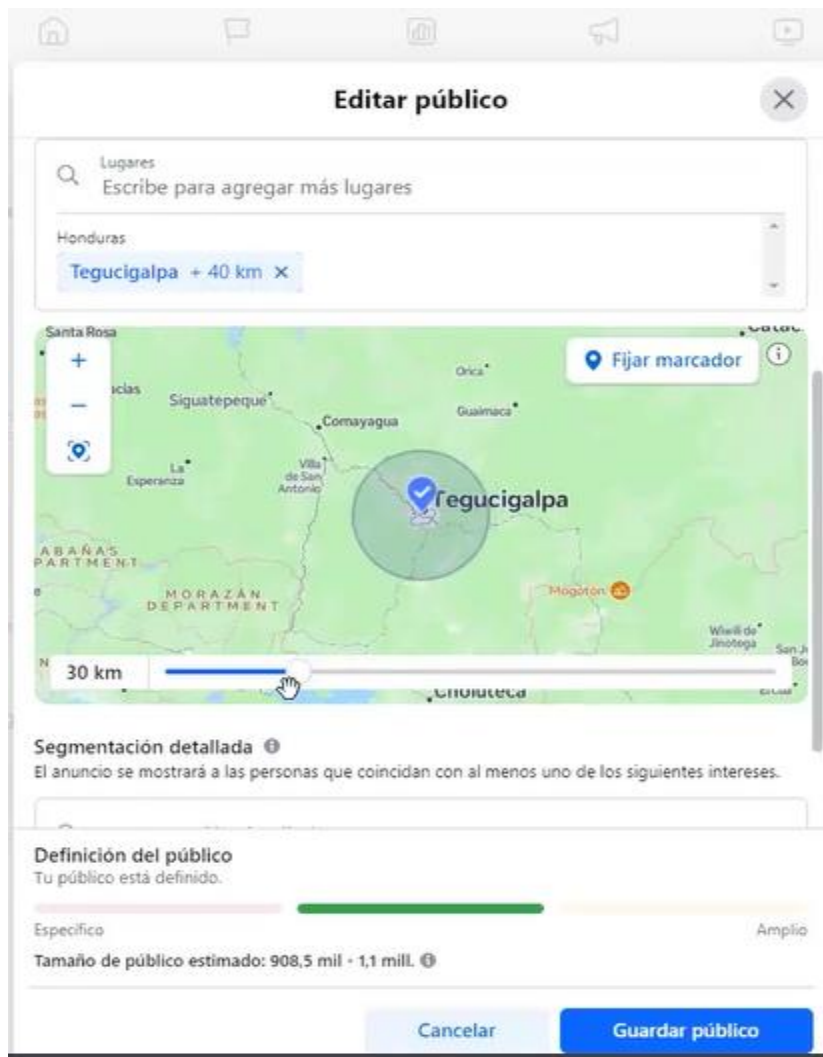 Editar público
Lugares
Escribe para agregar más lugares
Honduras
Tegucigalpa + 40 km ×
Santa Rosa
Fijar marcador
Orica
Siguatepeque
Guaimaca
Comayagua
La Esperanza
Villa de San Antonio
Tegucigalpa
MORAZÁN
DEPARTMENT
Mogotón
Wiwilí de Jinotega
30 km
Choluteca
Segmentación detallada
El anuncio se mostrará a las personas que coincidan con al menos uno de los siguientes intereses.
Definición del público
Tu público está definido.
Específico
Amplio
Tamaño de público estimado: 908,5 mil - 1,1 mill.
Cancelar
Guardar público